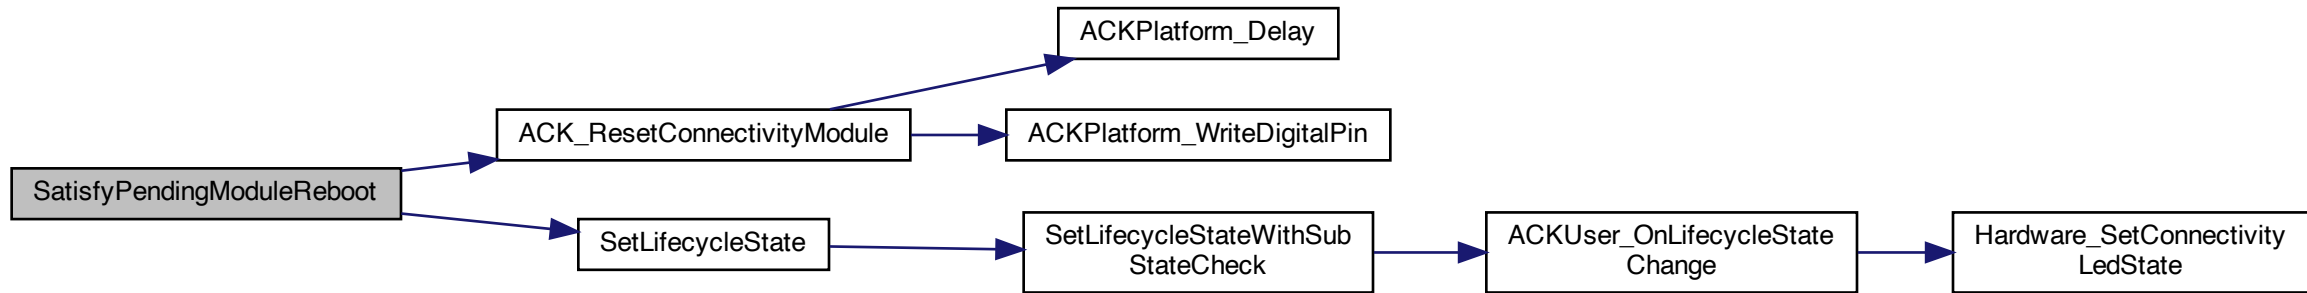 ACKPlatform_Delay
ACK_ResetConnectivityModule
ACKPlatform_WriteDigitalPin
SatisfyPendingModuleReboot
SetLifecycleState
SetLifecycleStateWithSub
StateCheck
ACKUser_OnLifecycleState
Change
Hardware_SetConnectivity
LedState